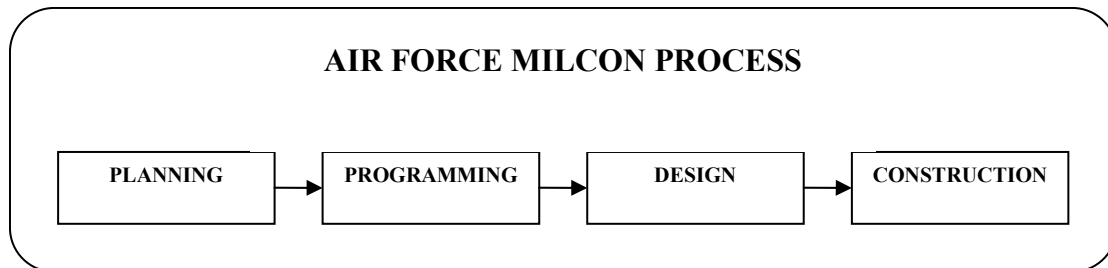 AIR FORCE MILCON PROCESS
PLANNING
PROGRAMMING
DESIGN
CONSTRUCTION